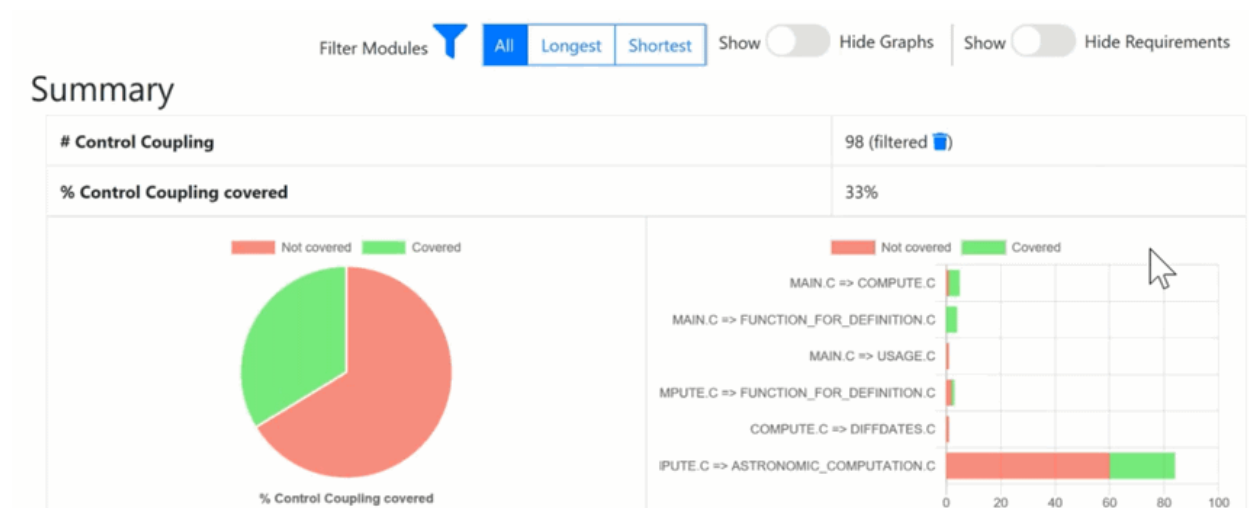 Filter Modules All Longest Shortest Show Hide Graphs Show Hide Requirements
Summary
# Control Coupling 98 (filtered )
% Control Coupling covered 33%
Not covered Covered
% Control Coupling covered
Not covered Covered
MAIN.C => COMPUTE.C
MAIN.C => FUNCTION_FOR_DEFINITION.C
MAIN.C => USAGE.C
MPUTE.C => FUNCTION_FOR_DEFINITION.C
COMPUTE.C => DIFFDATES.C
IPUTE.C => ASTRONOMIC_COMPUTATION.C
0 20 40 60 80 100